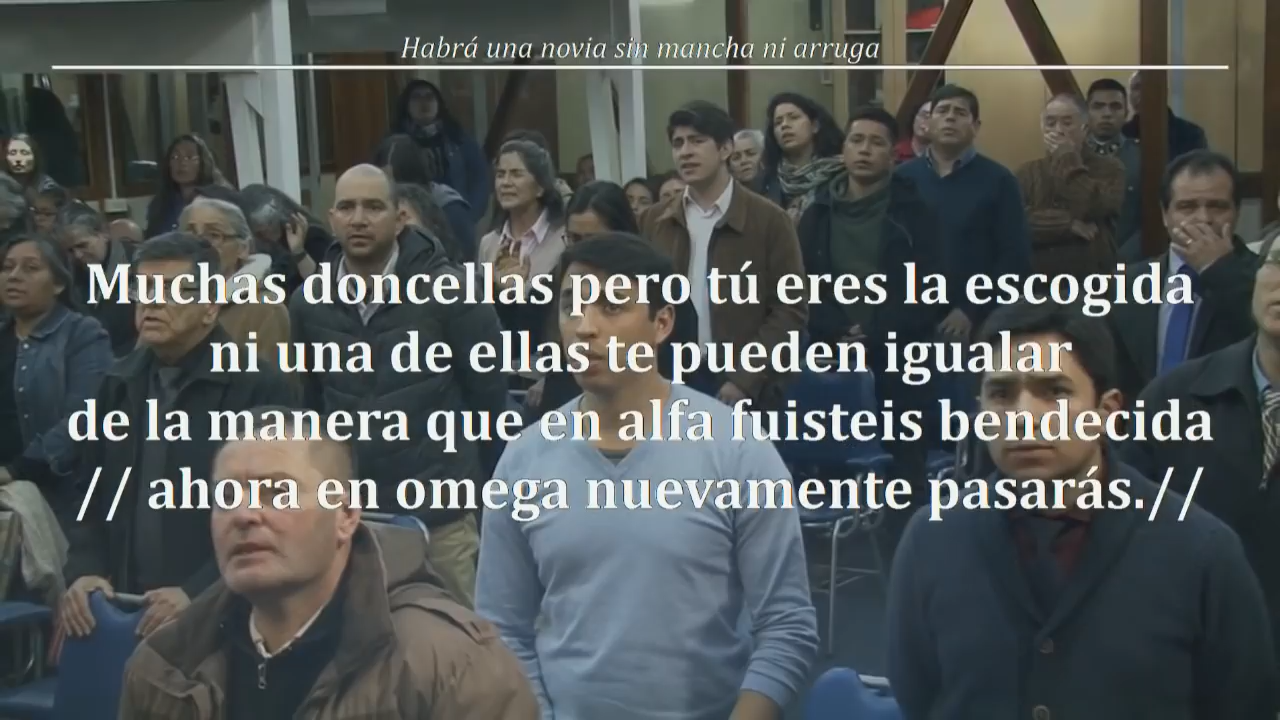 Habrá una novia sin mancha ni arruga
Muchas doncellas pero tú eres la escogida
ni una de ellas te pueden igualar
de la manera que en alfa fuisteis bendecida
// ahora en omega nuevamente pasarás.//